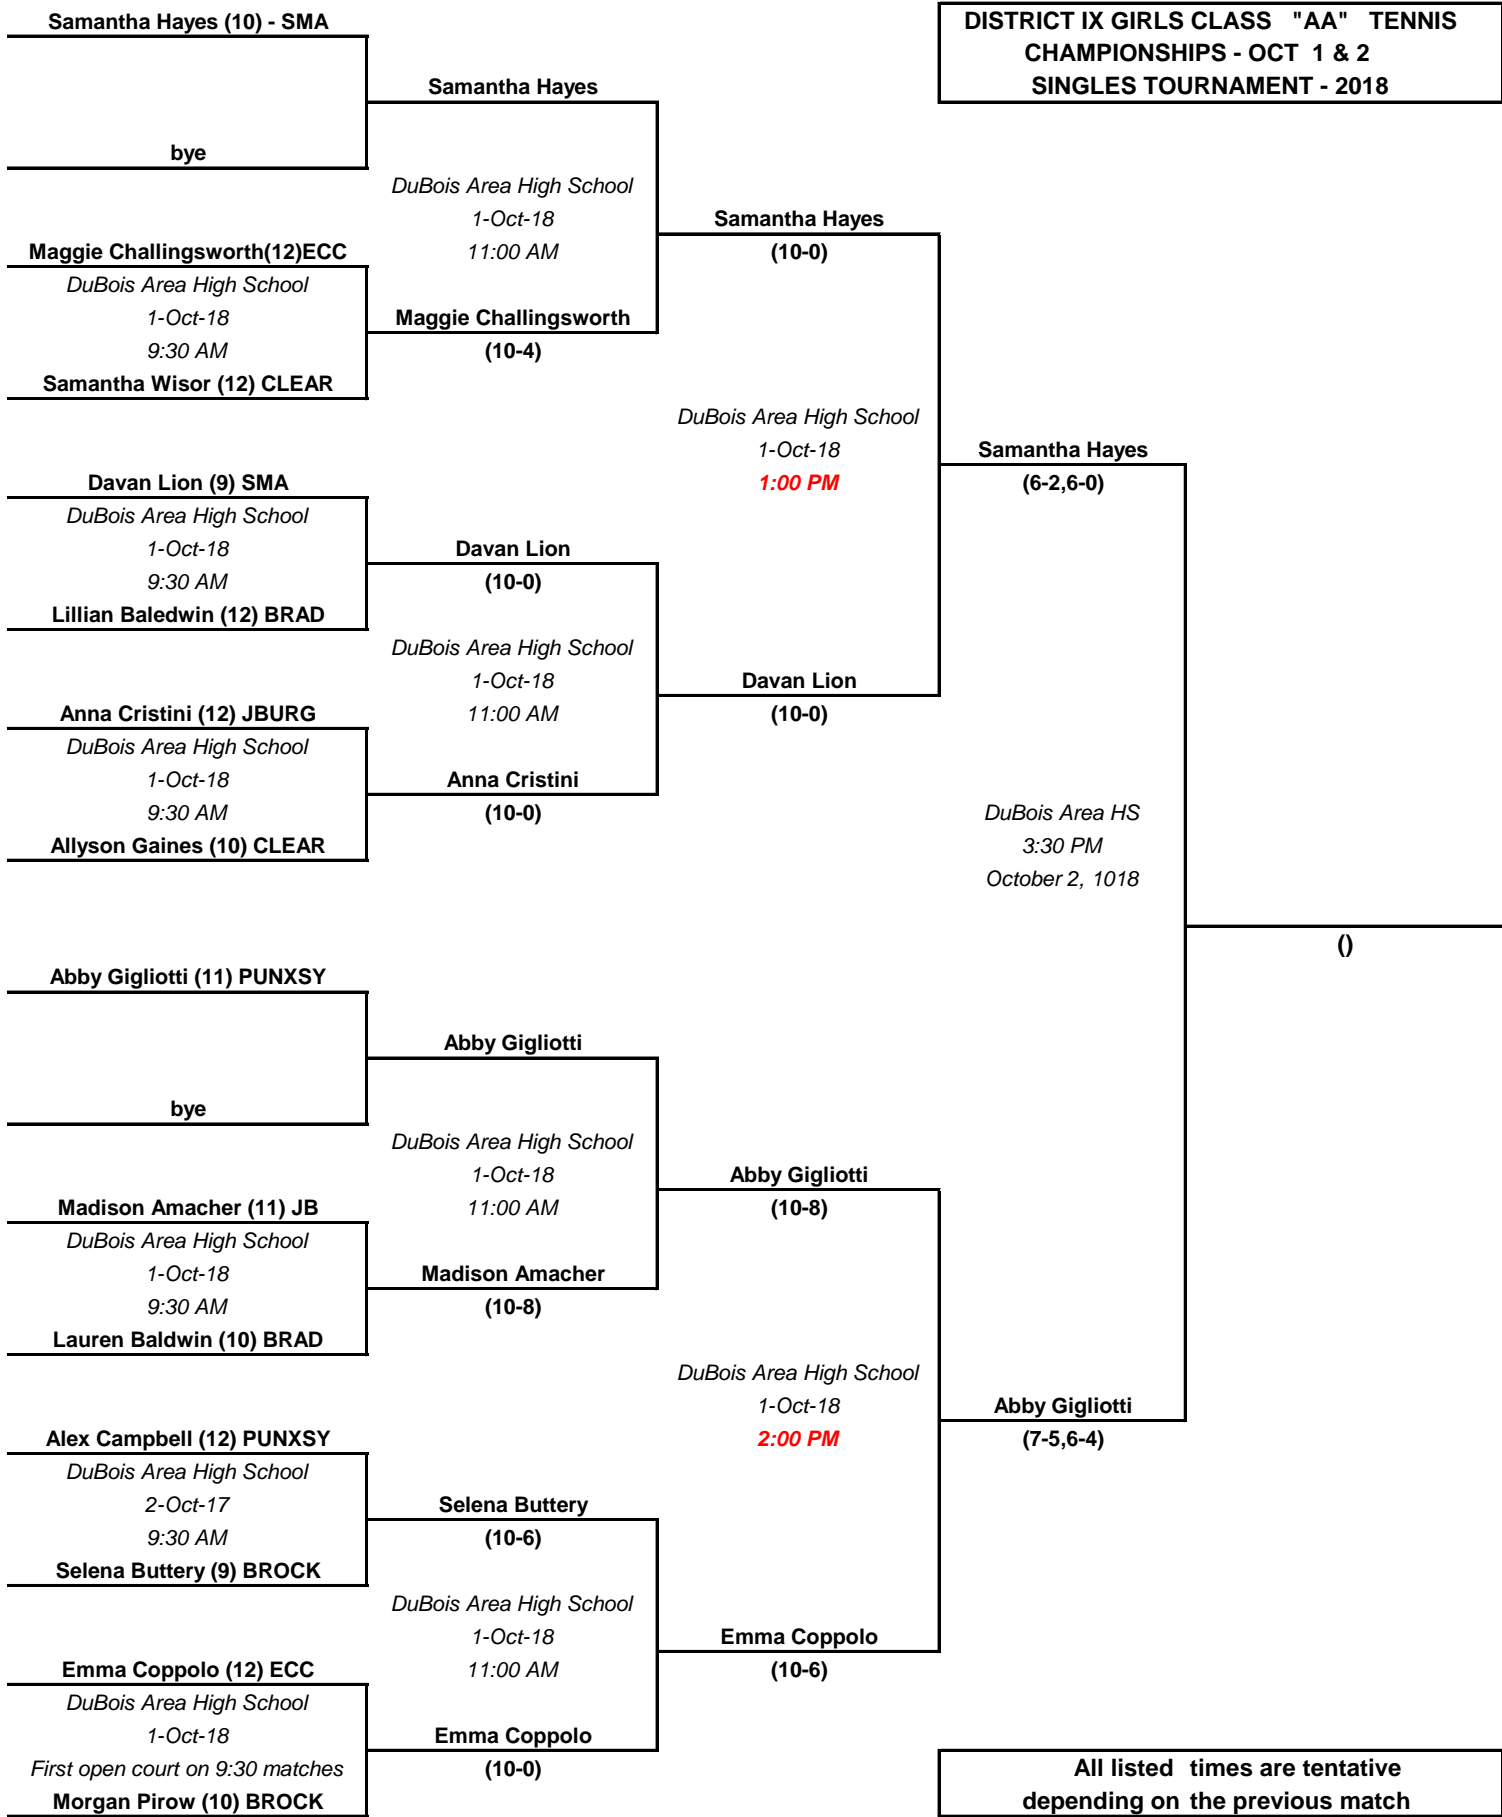 Samantha Hayes (10) - SMA
DISTRICT IX GIRLS CLASS "AA" TENNIS
CHAMPIONSHIPS - OCT 1 & 2
SINGLES TOURNAMENT - 2018
Samantha Hayes
bye
DuBois Area High School
1-Oct-18
11:00 AM
Samantha Hayes
(10-0)
Maggie Challingsworth(12)ECC
DuBois Area High School
1-Oct-18
9:30 AM
Samantha Wisor (12) CLEAR
Maggie Challingsworth
(10-4)
DuBois Area High School
1-Oct-18
1:00 PM
Samantha Hayes
(6-2,6-0)
Davan Lion (9) SMA
DuBois Area High School
1-Oct-18
9:30 AM
Lillian Baledwin (12) BRAD
Davan Lion
(10-0)
DuBois Area High School
1-Oct-18
11:00 AM
Davan Lion
(10-0)
Anna Cristini (12) JBURG
DuBois Area High School
1-Oct-18
9:30 AM
Allyson Gaines (10) CLEAR
Anna Cristini
(10-0)
DuBois Area HS
3:30 PM
October 2, 1018
()
Abby Gigliotti (11) PUNXSY
Abby Gigliotti
bye
DuBois Area High School
1-Oct-18
11:00 AM
Abby Gigliotti
(10-8)
Madison Amacher (11) JB
DuBois Area High School
1-Oct-18
9:30 AM
Lauren Baldwin (10) BRAD
Madison Amacher
(10-8)
DuBois Area High School
1-Oct-18
2:00 PM
Abby Gigliotti
(7-5,6-4)
Alex Campbell (12) PUNXSY
DuBois Area High School
2-Oct-17
9:30 AM
Selena Buttery (9) BROCK
Selena Buttery
(10-6)
DuBois Area High School
1-Oct-18
11:00 AM
Emma Coppolo
(10-6)
Emma Coppolo (12) ECC
DuBois Area High School
1-Oct-18
First open court on 9:30 matches
Morgan Pirow (10) BROCK
Emma Coppolo
(10-0)
All listed times are tentative
depending on the previous match